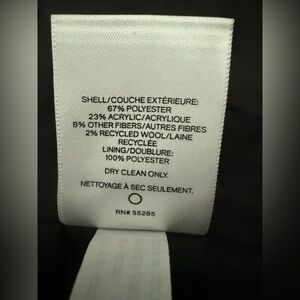 SHELL/COUCHE EXTÉRIEURE:
67% POLYESTER
23% ACRYLIC/ACRYLIQUE
8% OTHER FIBERS/AUTRES FIBRES
2% RECYCLED WOOL/LAINE
RECYCLÉE
LINING/DOUBLURE:
100% POLYESTER
DRY CLEAN ONLY.
NETTOYAGE À SEC SEULEMENT.
RN# 55285